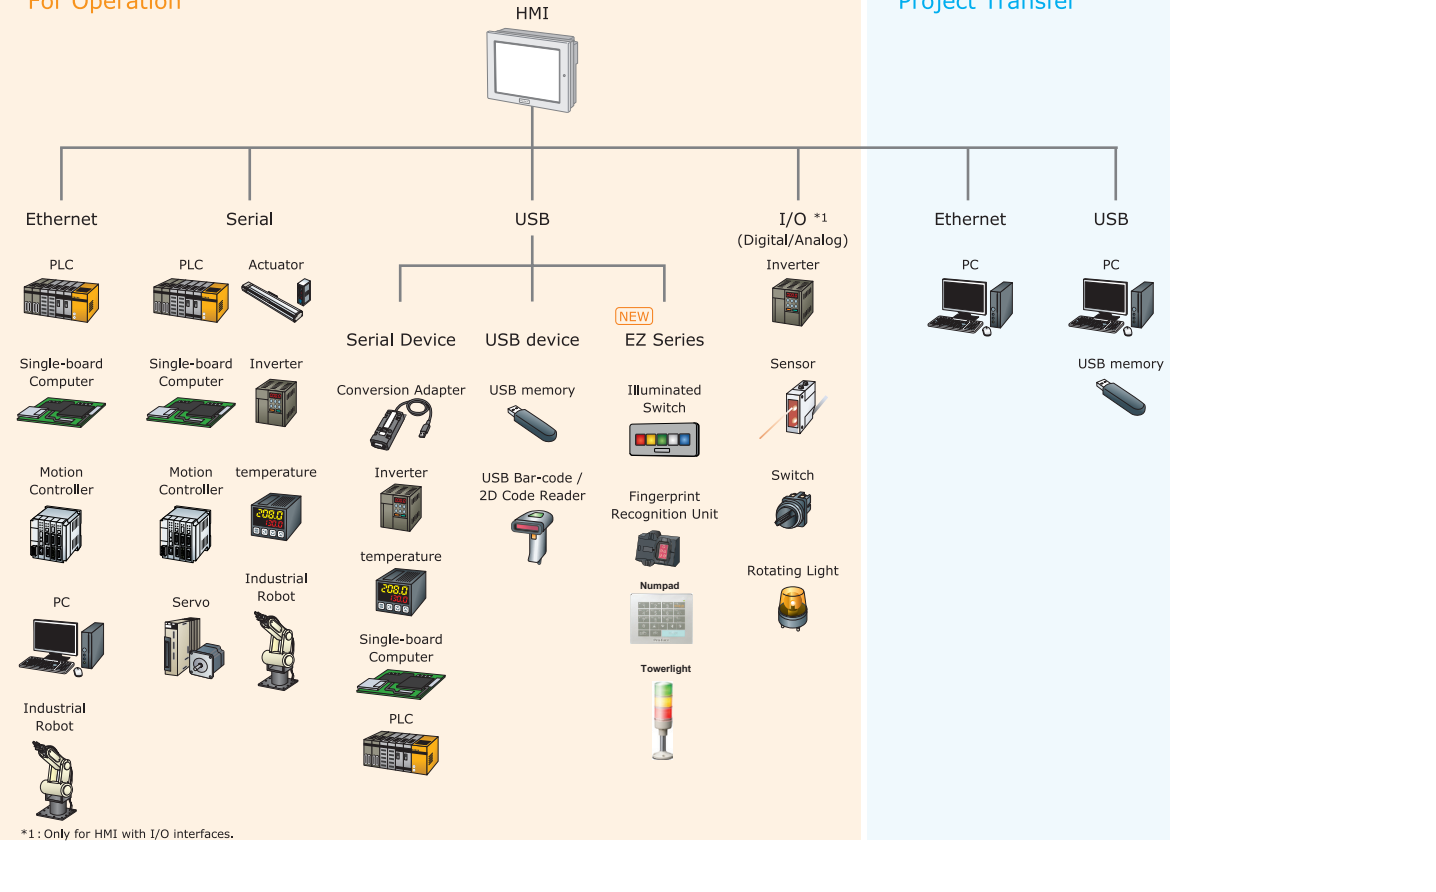 For Operation
Project Transfer
HMI
Ethernet
Serial
USB
I/O *1
(Digital/Analog)
Ethernet
USB
PLC
PLC
Actuator
Inverter
PC
PC
NEW
Serial Device
USB device
EZ Series
Single-board
Computer
Single-board
Computer
Inverter
Sensor
USB memory
Conversion Adapter
USB memory
Illuminated
Switch
Motion
Controller
Motion
Controller
temperature
Inverter
USB Bar-code /
2D Code Reader
Fingerprint
Recognition Unit
Switch
208.0
temperature
208.0
Numpad
Rotating Light
PC
Servo
Industrial
Robot
Single-board
Computer
Towerlight
Industrial
Robot
PLC
*1: Only for HMI with I/O interfaces.